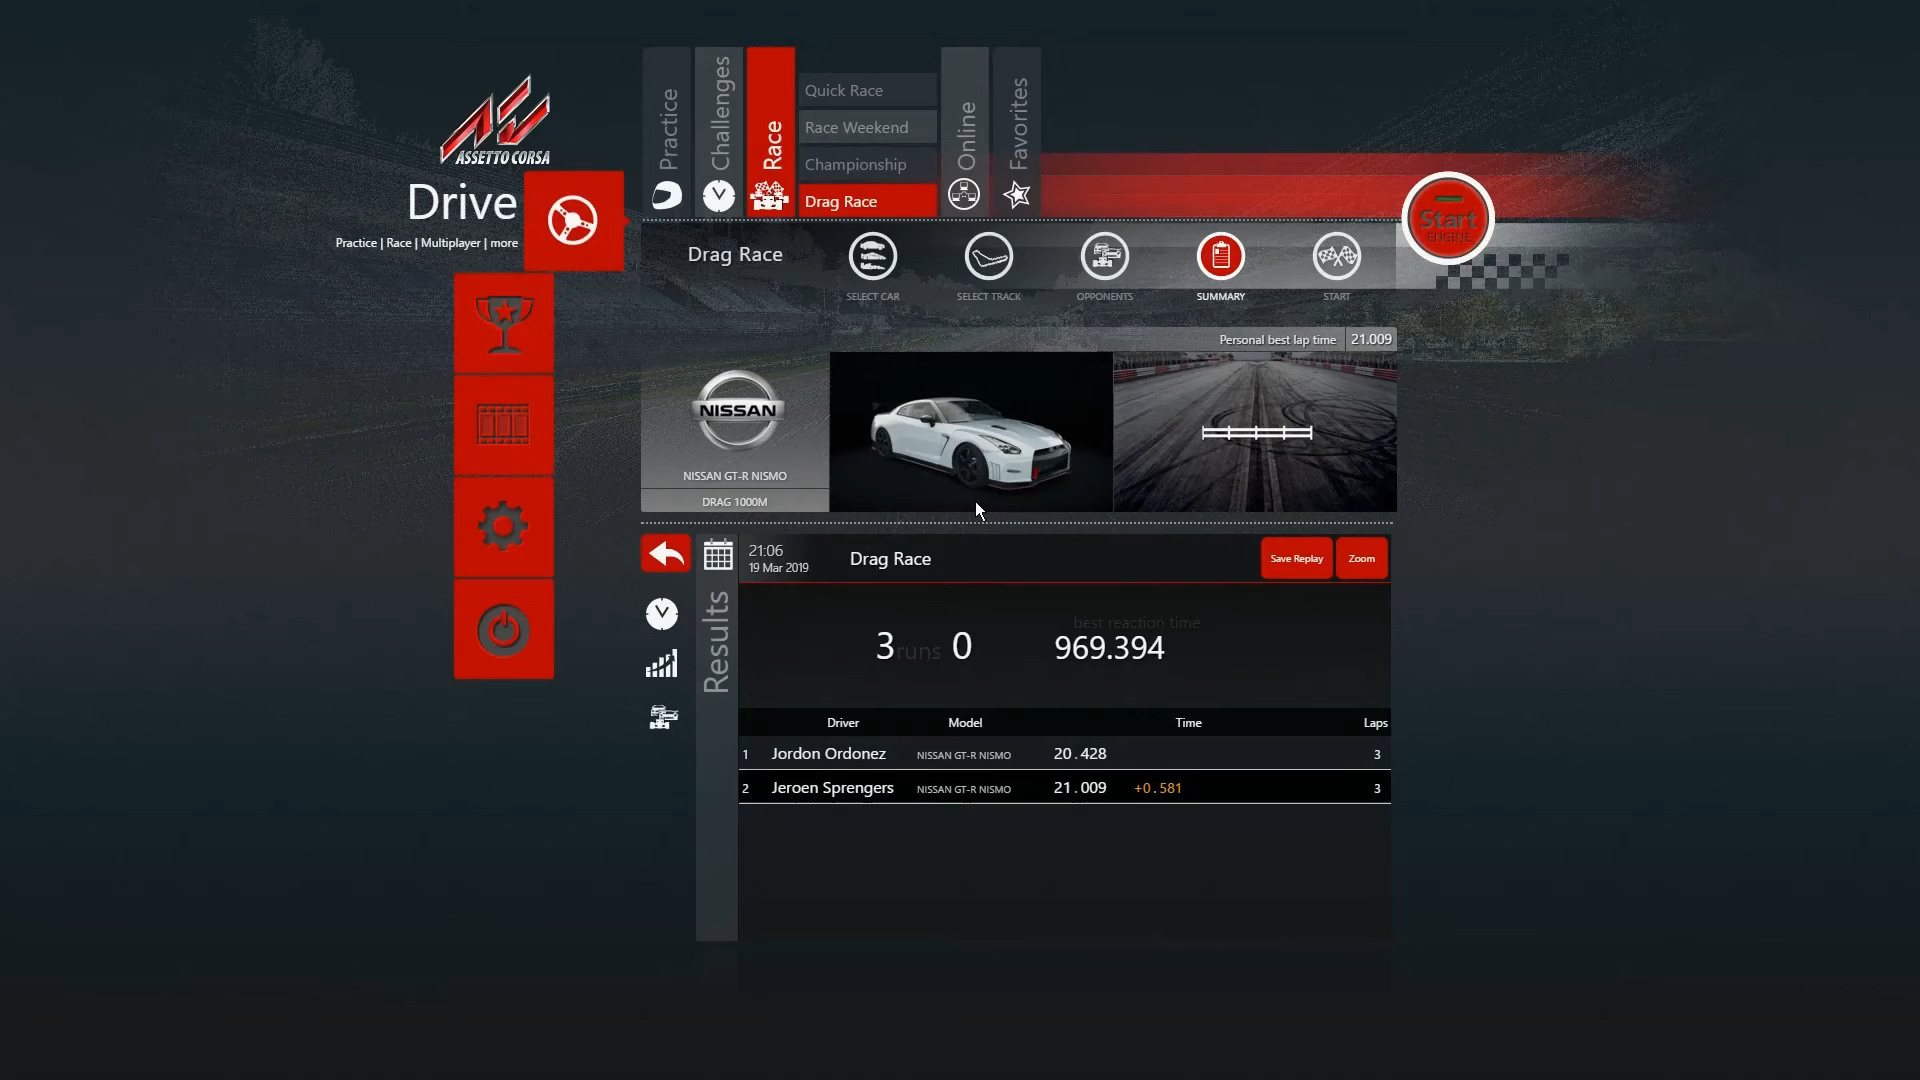 Practice
Challenges
Race
Quick Race
Race Weekend
Championship
Drag Race
Online
Favorites
ASSETTO CORSA
Drive
Practice | Race | Multiplayer | more
Start
ENGINE
Drag Race
SELECT CAR
SELECT TRACK
OPPONENTS
SUMMARY
START
Personal best lap time 21.009
NISSAN
NISSAN GT-R NISMO
DRAG 1000M
21:06
19 Mar 2019
Drag Race
Save Replay
Zoom
Results
best reaction time
3 runs 0 969.394
Driver Model Time Laps
1 Jordon Ordonez NISSAN GT-R NISMO 20.428 3
2 Jeroen Sprengers NISSAN GT-R NISMO 21.009 +0.581 3